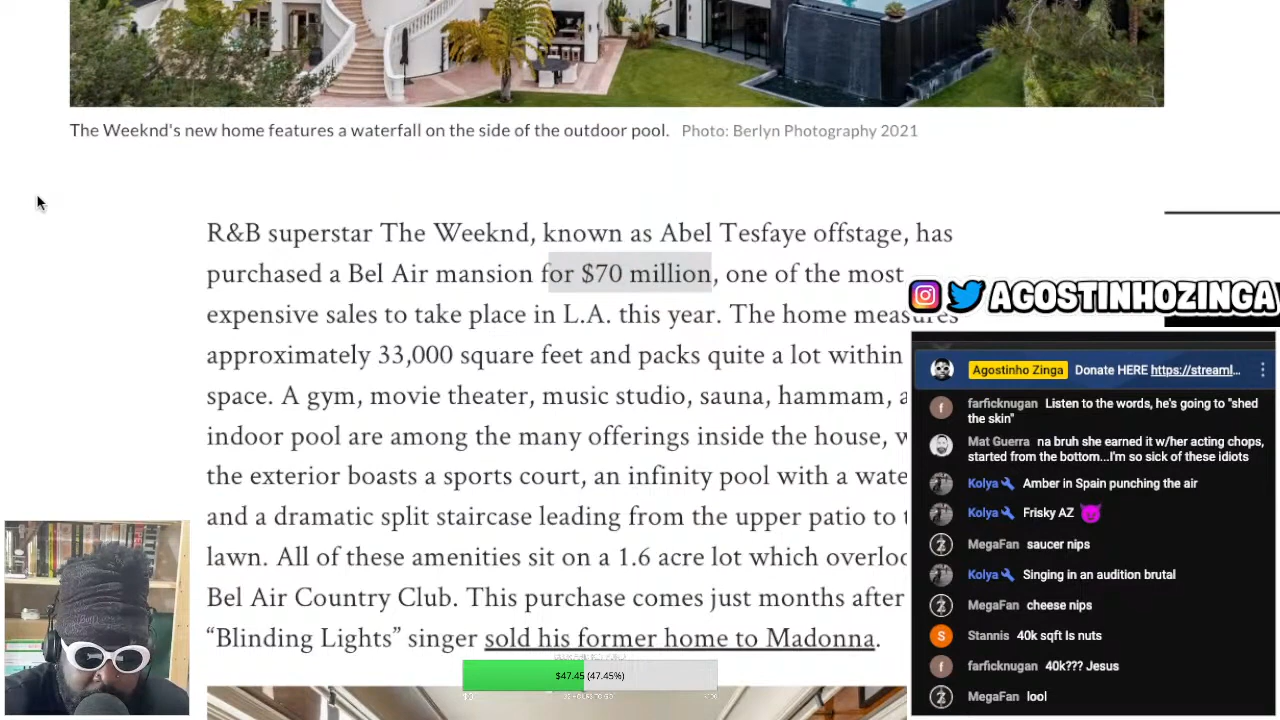 The Weeknd's new home features a waterfall on the side of the outdoor pool. Photo: Berlyn Photography 2021
R&B superstar The Weeknd, known as Abel Tesfaye offstage, has
purchased a Bel Air mansion for $70 million, one of the most
expensive sales to take place in L.A. this year. The home measures
approximately 33,000 square feet and packs quite a lot within
space. A gym, movie theater, music studio, sauna, hammam, a
indoor pool are among the many offerings inside the house, w
the exterior boasts a sports court, an infinity pool with a wate
and a dramatic split staircase leading from the upper patio to t
lawn. All of these amenities sit on a 1.6 acre lot which overloo
Bel Air Country Club. This purchase comes just months after
“Blinding Lights” singer sold his former home to Madonna.
AGOSTINHOZINGA
Agostinho Zinga Donate HERE https://streaml...
farficknugan Listen to the words, he's going to "shed
the skin"
Mat Guerra na bruh she earned it w/her acting chops,
started from the bottom...I'm so sick of these idiots
Kolya Amber in Spain punching the air
Kolya Frisky AZ 😈
MegaFan saucer nips
Kolya Singing in an audition brutal
MegaFan cheese nips
Stannis 40k sqft Is nuts
farficknugan 40k??? Jesus
MegaFan lool
$47.45 (47.45%)